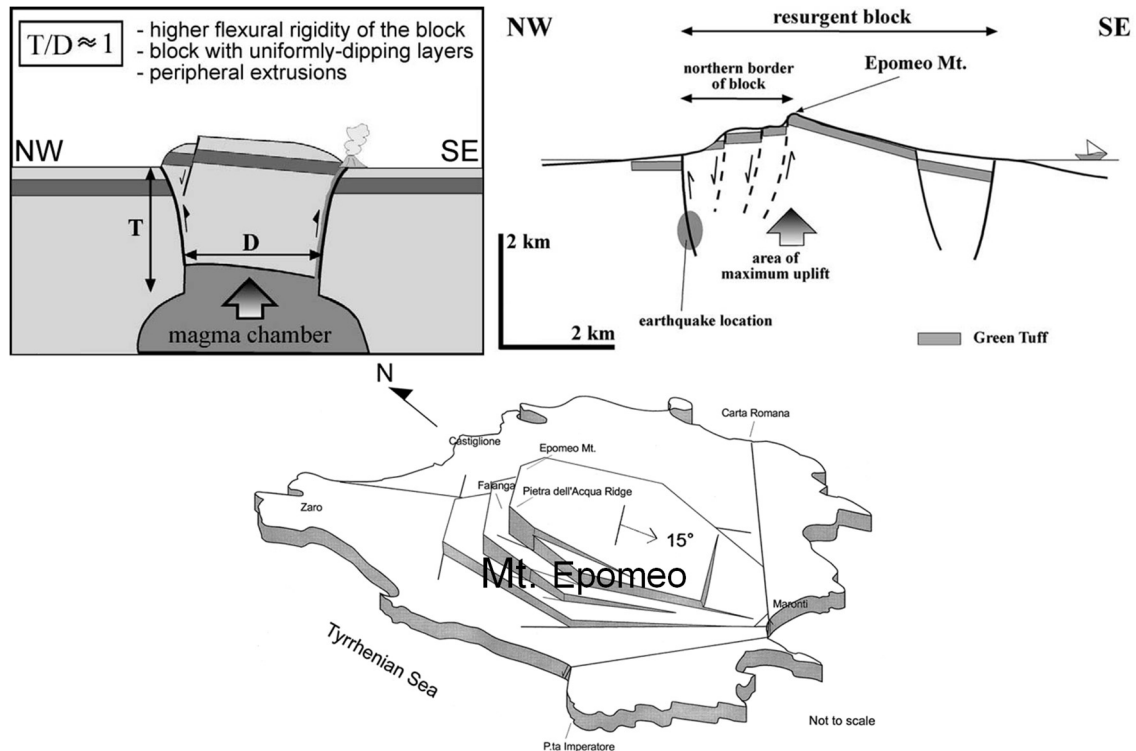 T/D ≈ 1
- higher flexural rigidity of the block
- block with uniformly-dipping layers
- peripheral extrusions
NW
SE
T
D
magma chamber
NW
resurgent block
SE
northern border
of block
Epomeo Mt.
2 km
area of
maximum uplift
earthquake location
2 km
Green Tuff
N
Carta Romana
Castiglione
Epomeo Mt.
Falanga
Pietra dell'Acqua Ridge
Zaro
15°
Mt. Epomeo
Maronti
Tyrrhenian Sea
Not to scale
P.ta Imperatore